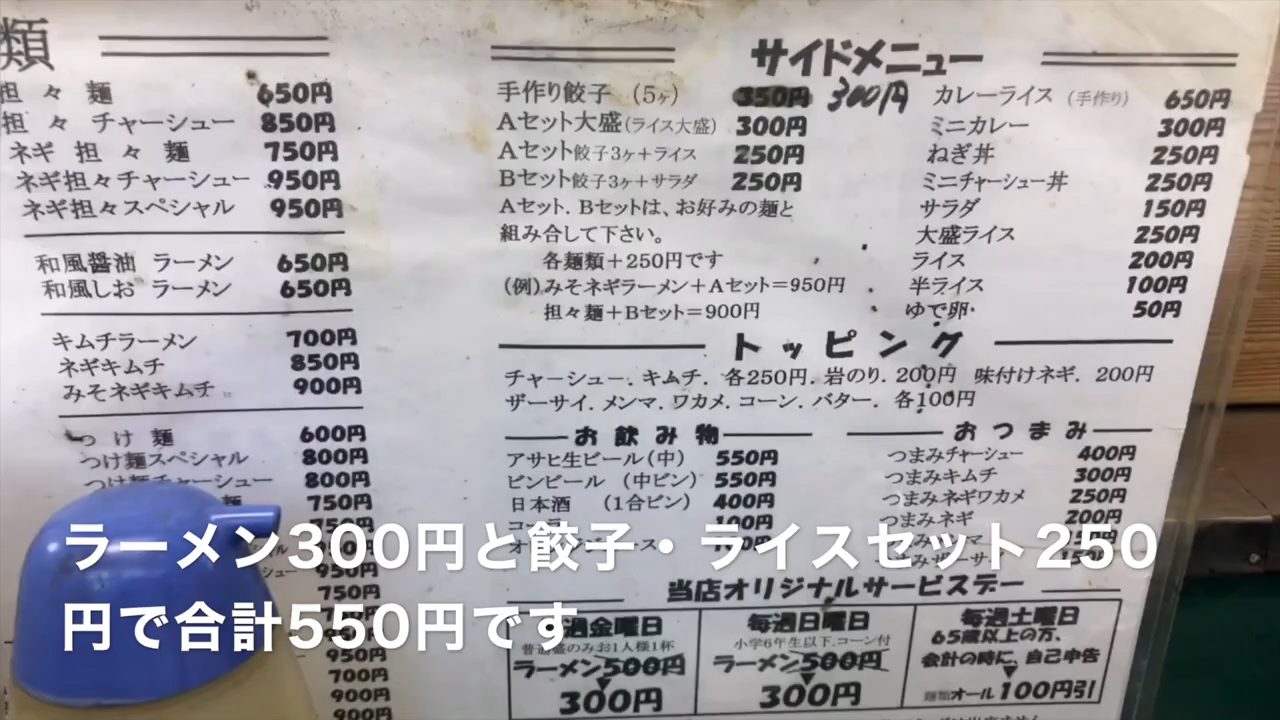 類
担々麺 650円
担々チャーシュー 850円
ネギ担々麺 750円
ネギ担々チャーシュー 950円
ネギ担々スペシャル 950円
和風醤油 ラーメン 650円
和風しお ラーメン 650円
キムチラーメン 700円
ネギキムチ 850円
みそネギキムチ 900円
つけ麺 600円
つけ麺スペシャル 800円
つけ麺チャーシュー 800円
麺 750円
950円
750円
950円
700円
900円
900円
サイドメニュー
手作り餃子 (5ヶ) 350円 300円
Aセット大盛(ライス大盛) 300円
Aセット餃子3ヶ+ライス 250円
Bセット餃子3ヶ+サラダ 250円
Aセット．Bセットは、お好みの麺と
組み合して下さい。
各麺類+250円です
(例)みそネギラーメン+Aセット=950円
担々麺+Bセット=900円
カレーライス (手作り) 650円
ミニカレー 300円
ねぎ丼 250円
ミニチャーシュー丼 250円
サラダ 150円
大盛ライス 250円
ライス 200円
半ライス 100円
ゆで卵 50円
トッピング
チャーシュー．キムチ．各250円．岩のり．200円 味付けネギ．200円
ザーサイ．メンマ．ワカメ．コーン．バター．各100円
お飲み物
アサヒ生ビール(中) 550円
ビンビール (中ビン) 550円
日本酒 (1合ビン) 400円
おつまみ
つまみチャーシュー 400円
つまみキムチ 300円
つまみネギワカメ 250円
つまみネギ 200円
ラーメン300円と餃子・ライスセット250
円で合計550円です
当店オリジナルサービスデー
週金曜日
普通盛のみお1人様1杯
ラーメン500円
300円
毎週日曜日
小学6年生以下．コーン付
ラーメン500円
300円
毎週土曜日
65歳以上の方、
会計の時に、自己申告
麺類オール100円引